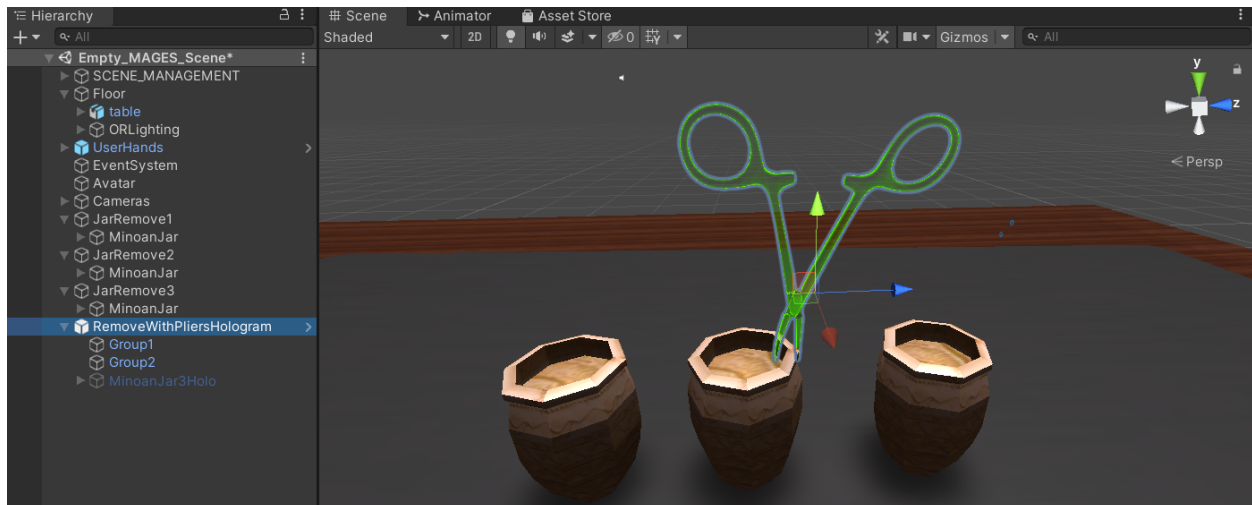 Hierarchy
# Scene
Animator
Asset Store
All
Shaded
2D
0
Gizmos
All
Empty_MAGES_Scene*
SCENE_MANAGEMENT
Floor
table
ORLighting
UserHands
EventSystem
Avatar
Cameras
JarRemove1
MinoanJar
JarRemove2
MinoanJar
JarRemove3
MinoanJar
RemoveWithPliersHologram
Group1
Group2
MinoanJar3Holo
y
z
Persp